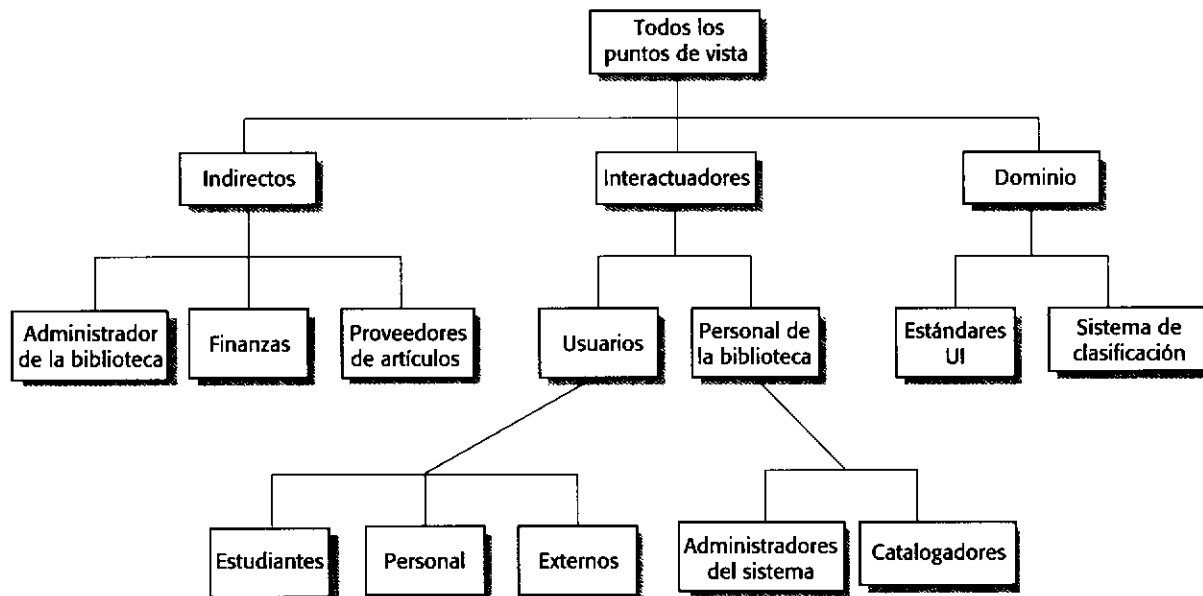 Todos los
puntos de vista
Indirectos
Interactuadores
Dominio
Administrador
de la biblioteca
Finanzas
Proveedores
de artículos
Usuarios
Personal de
la biblioteca
Estándares
UI
Sistema de
clasificación
Estudiantes
Personal
Externos
Administradores
del sistema
Catalogadores